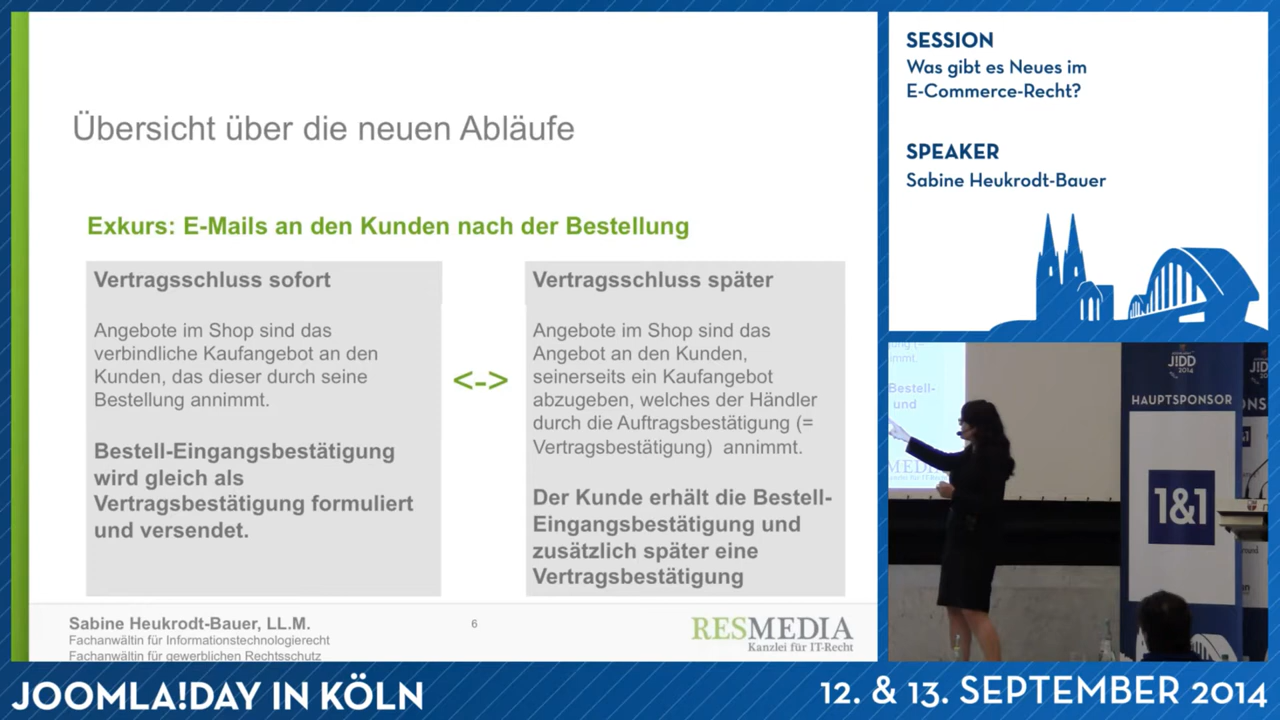 Übersicht über die neuen Abläufe
Exkurs: E-Mails an den Kunden nach der Bestellung
Vertragsschluss sofort
Angebote im Shop sind das
verbindliche Kaufangebot an den
Kunden, das dieser durch seine
Bestellung annimmt.
Bestell-Eingangsbestätigung
wird gleich als
Vertragsbestätigung formuliert
und versendet.
<->
Vertragsschluss später
Angebote im Shop sind das
Angebot an den Kunden,
seinerseits ein Kaufangebot
abzugeben, welches der Händler
durch die Auftragsbestätigung (=
Vertragsbestätigung) annimmt.
Der Kunde erhält die Bestell-
Eingangsbestätigung und
zusätzlich später eine
Vertragsbestätigung
Sabine Heukrodt-Bauer, LL.M.
Fachanwältin für Informationstechnologierecht
Fachanwältin für gewerblichen Rechtsschutz
6
RESMEDIA
Kanzlei für IT-Recht
SESSION
Was gibt es Neues im
E-Commerce-Recht?
SPEAKER
Sabine Heukrodt-Bauer
Bestell-
und
MEDIA
JIDD
2014
HAUPTSPONSOR
1&1
JOOMLA!DAY IN KÖLN
12. & 13. SEPTEMBER 2014